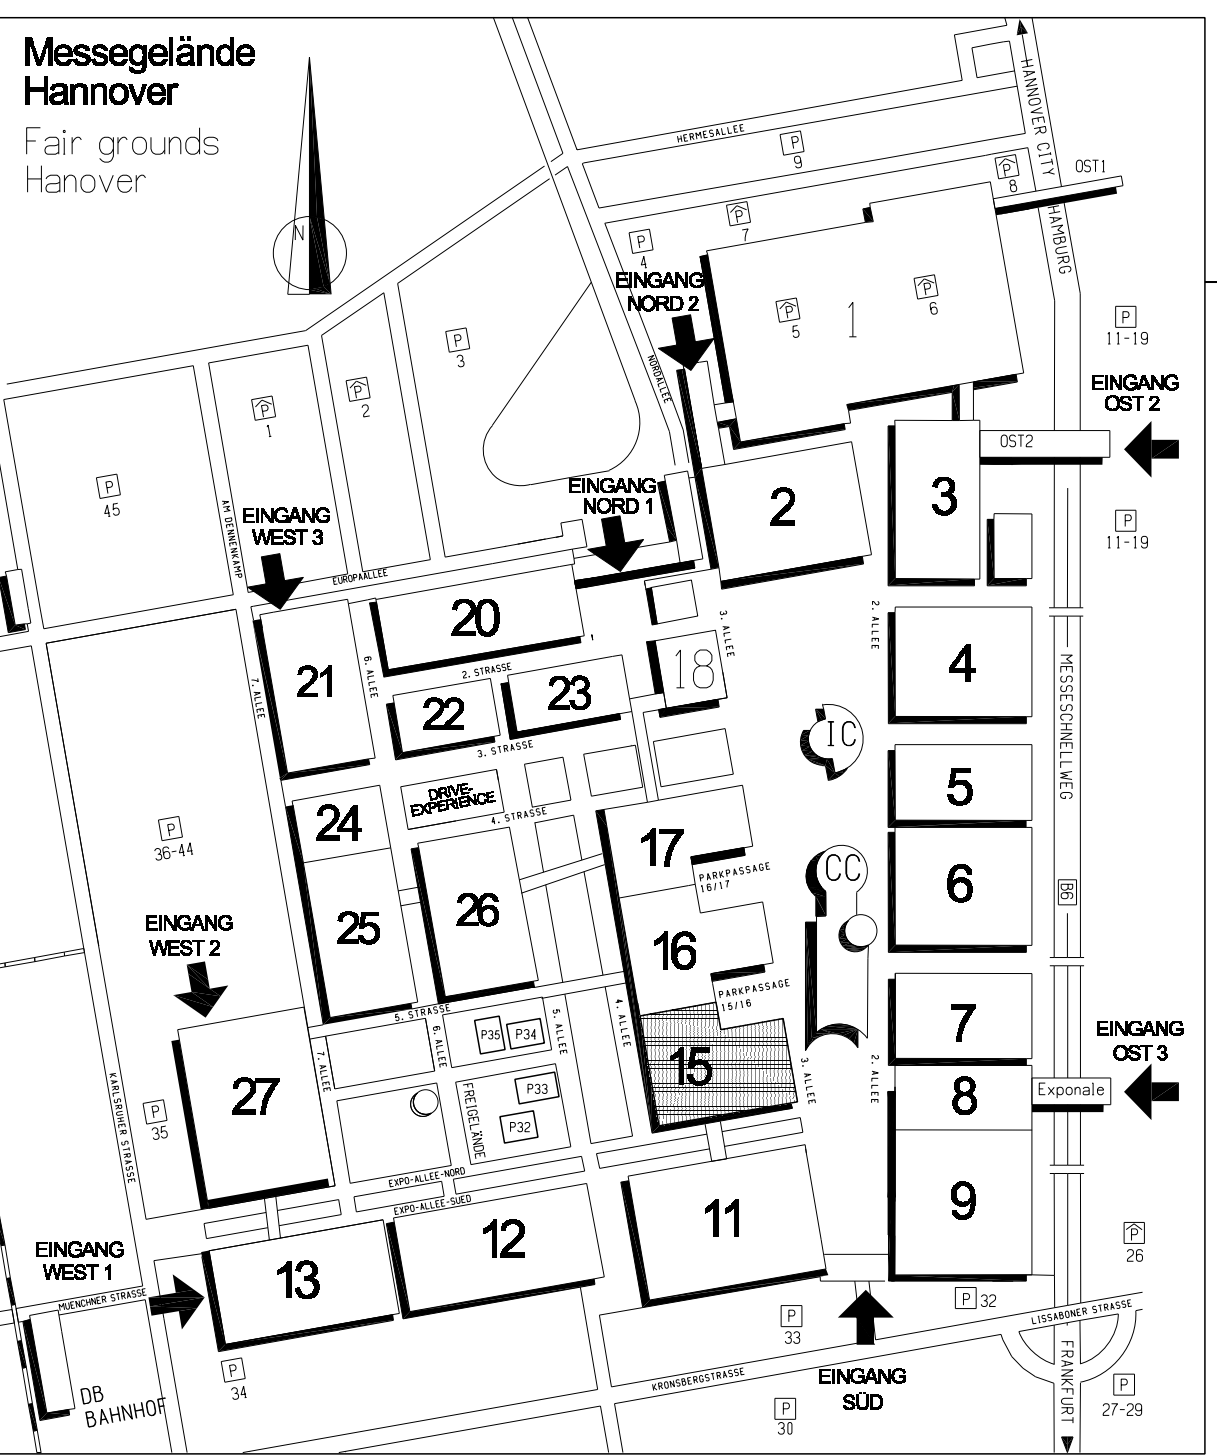 Messegelände
Hannover
Fair grounds
Hanover
N
HANNOVER CITY
HAMBURG
HERMESALLEE
P
9
P
8
OST1
P
7
P
4
EINGANG
NORD 2
P
5
1
P
6
P
11-19
P
3
NORDALLEE
P
2
P
1
EINGANG
OST 2
OST2
P
45
AM DENNENKAMP
EINGANG
WEST 3
EINGANG
NORD 1
2
3
P
11-19
EUROPAALLEE
20
21
6. ALLEE
7. ALLEE
2. STRASSE
22
23
3. STRASSE
18
3. ALLEE
2. ALLEE
4
MESSESCHNELLWEG
IC
5
DRIVE-
EXPERIENCE
4. STRASSE
24
P
36-44
17
PARKPASSAGE
16/17
CC
6
B6
25
26
16
EINGANG
WEST 2
PARKPASSAGE
15/16
5. STRASSE
6. ALLEE
P35
P34
5. ALLEE
4. ALLEE
7
EINGANG
OST 3
7. ALLEE
27
15
3. ALLEE
2. ALLEE
8
Exponale
KARLSRUHER STRASSE
P
35
FREIGELÄNDE
P33
P32
EXPO-ALLEE-NORD
EXPO-ALLEE-SUED
9
11
12
13
EINGANG
WEST 1
MUENCHNER STRASSE
P
26
P 32
LISSABONER STRASSE
P
33
EINGANG
SÜD
P
34
KRONSBERGSTRASSE
DB
BAHNHOF
P
30
FRANKFURT
P
27-29